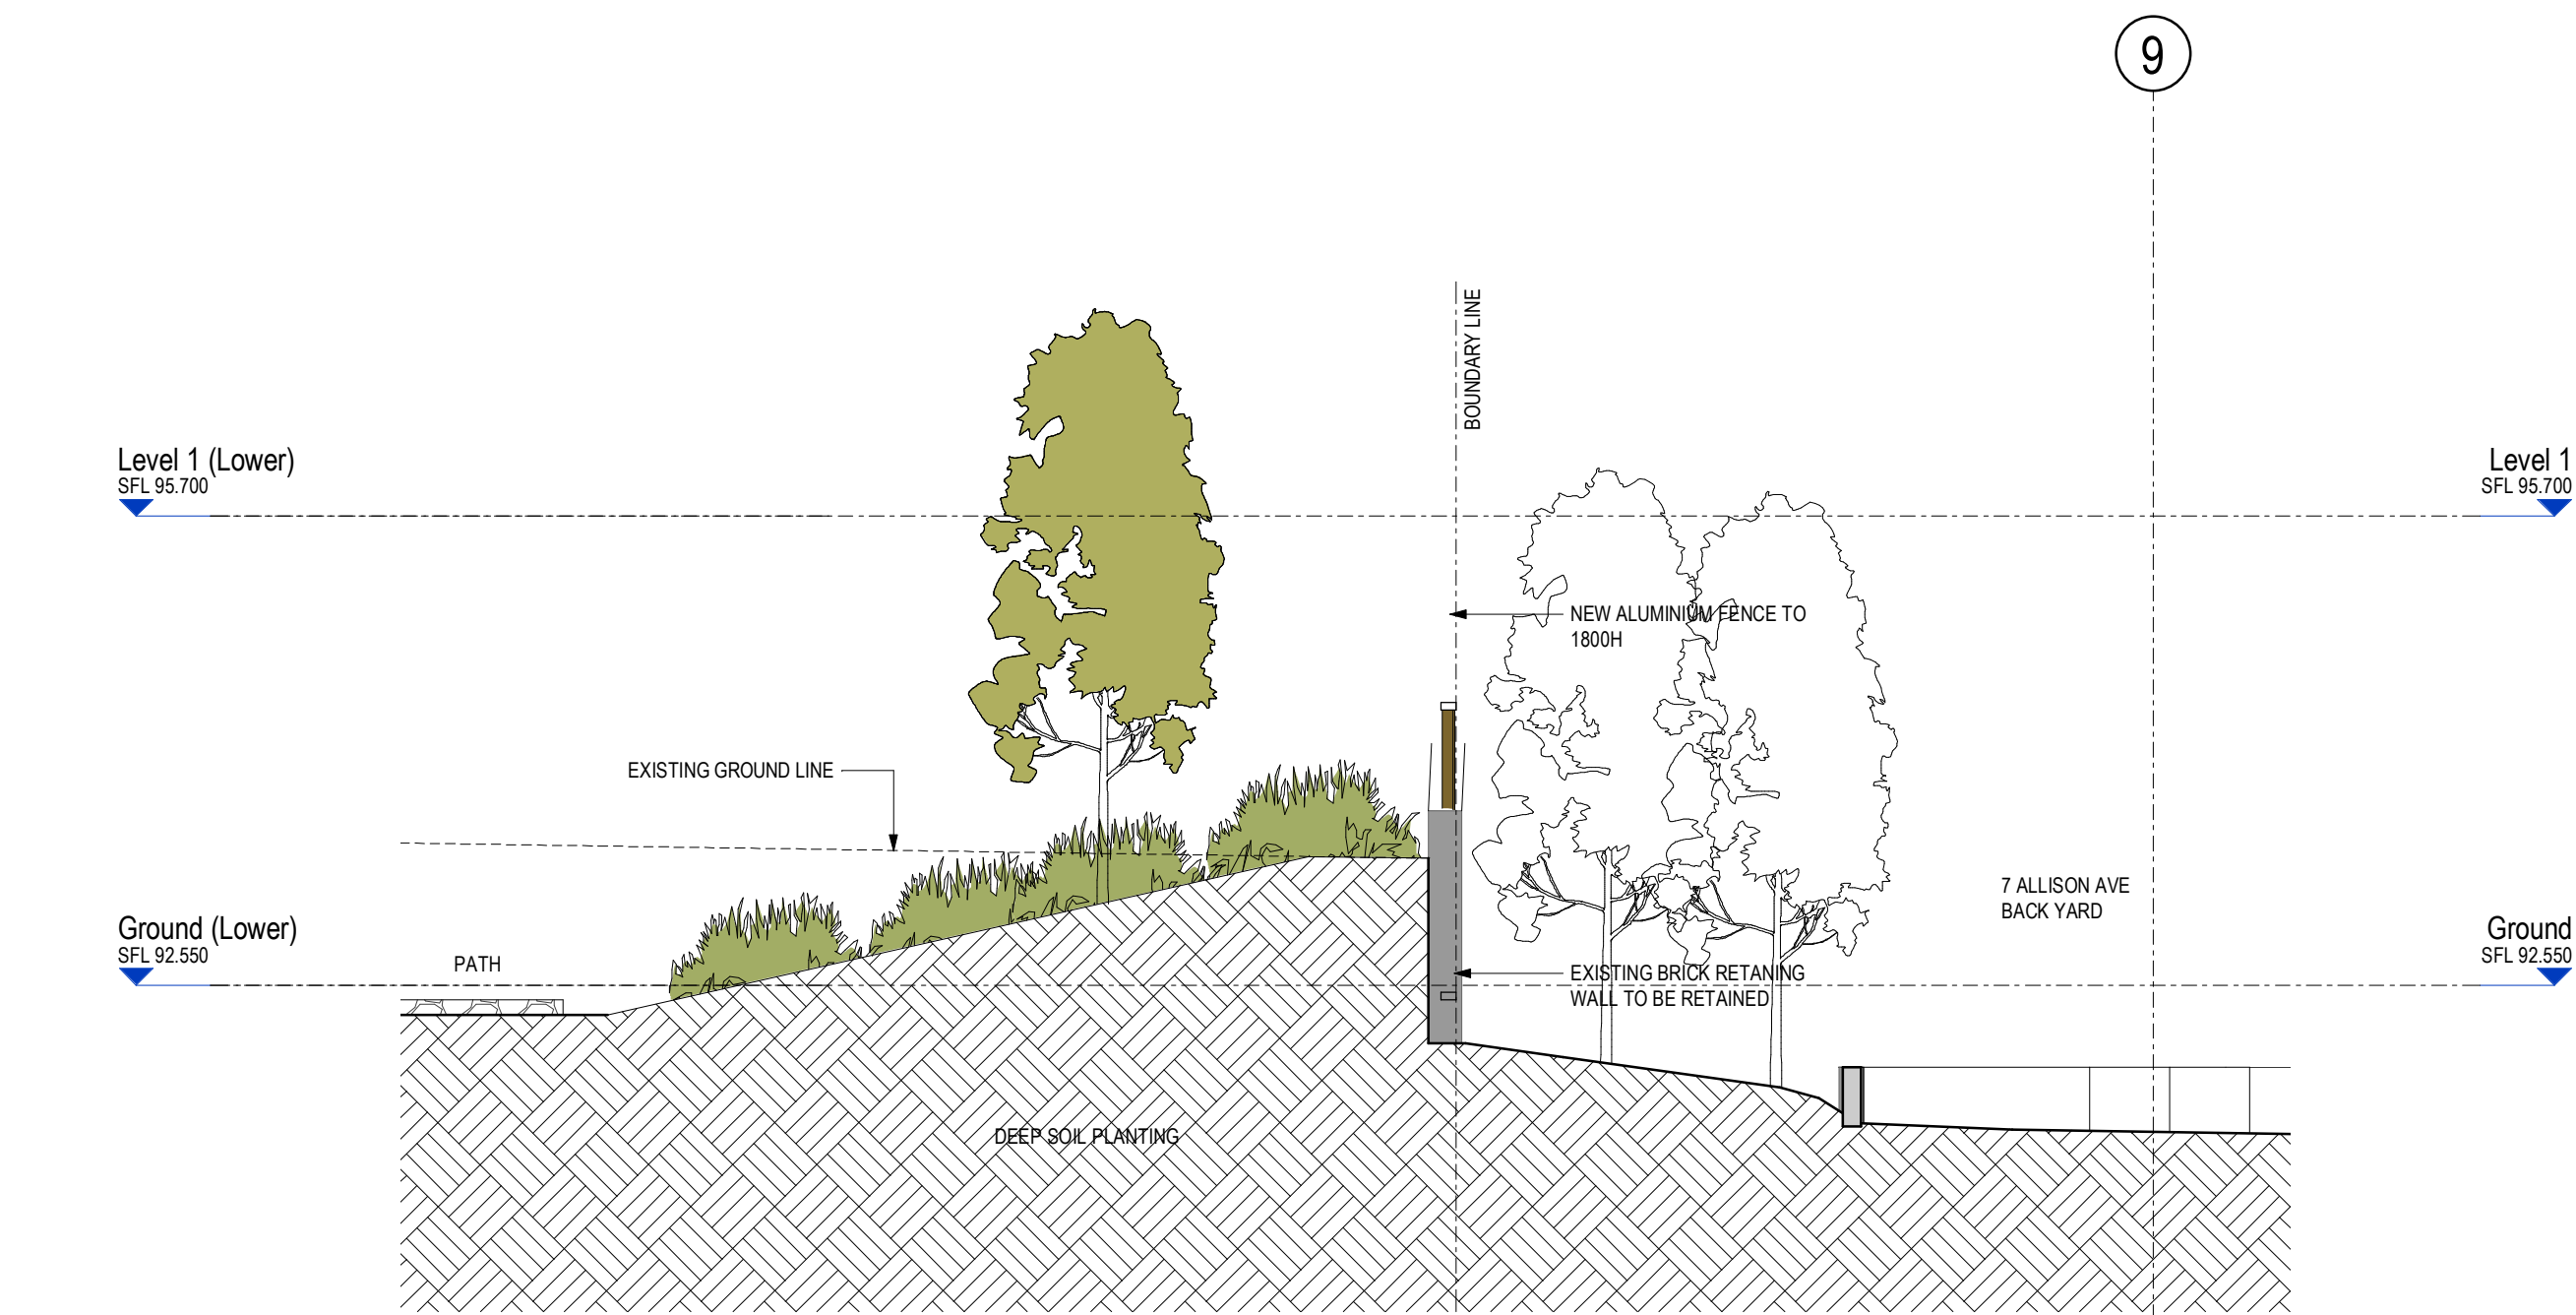 9
BOUNDARY LINE
Level 1 (Lower)
SFL 95.700
Level 1
SFL 95.700
NEW ALUMINIUM FENCE TO
1800H
EXISTING GROUND LINE
7 ALLISON AVE
BACK YARD
Ground (Lower)
SFL 92.550
Ground
SFL 92.550
PATH
EXISTING BRICK RETANING
WALL TO BE RETAINED
DEEP SOIL PLANTING